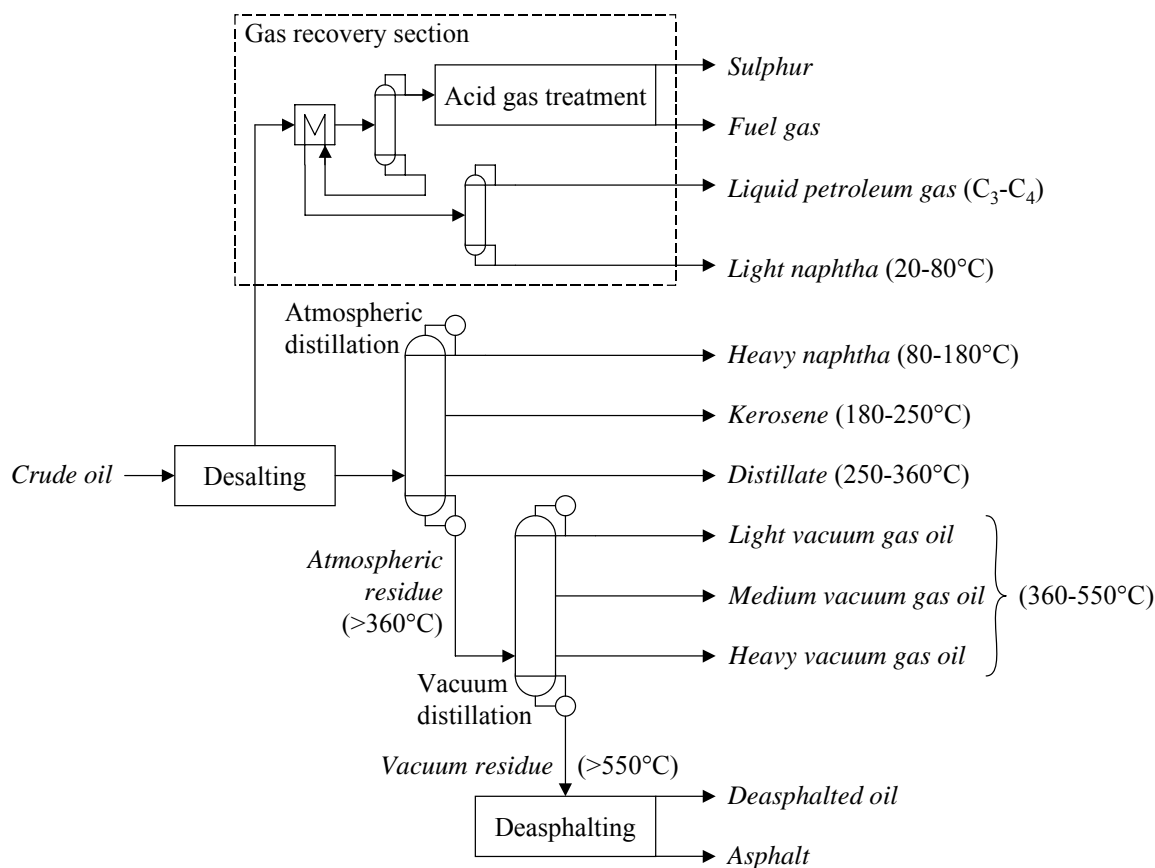 Gas recovery section
Acid gas treatment
Sulphur
Fuel gas
Liquid petroleum gas (C₃-C₄)
Light naphtha (20-80°C)
Atmospheric
distillation
Heavy naphtha (80-180°C)
Kerosene (180-250°C)
Crude oil
Desalting
Distillate (250-360°C)
Atmospheric
residue
(>360°C)
Light vacuum gas oil
Medium vacuum gas oil
(360-550°C)
Heavy vacuum gas oil
Vacuum
distillation
Vacuum residue (>550°C)
Deasphalting
Deasphalted oil
Asphalt